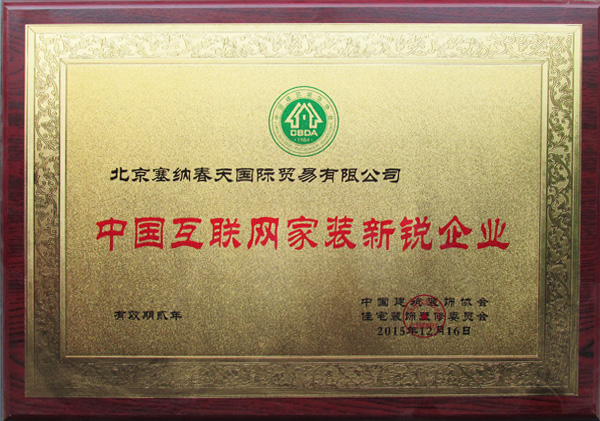 CBDA
1984
北京塞纳春天国际贸易有限公司
中国互联网家装新锐企业
有效期贰年
中国建筑装饰协会
住宅装饰装修委员会
2015年12月16日